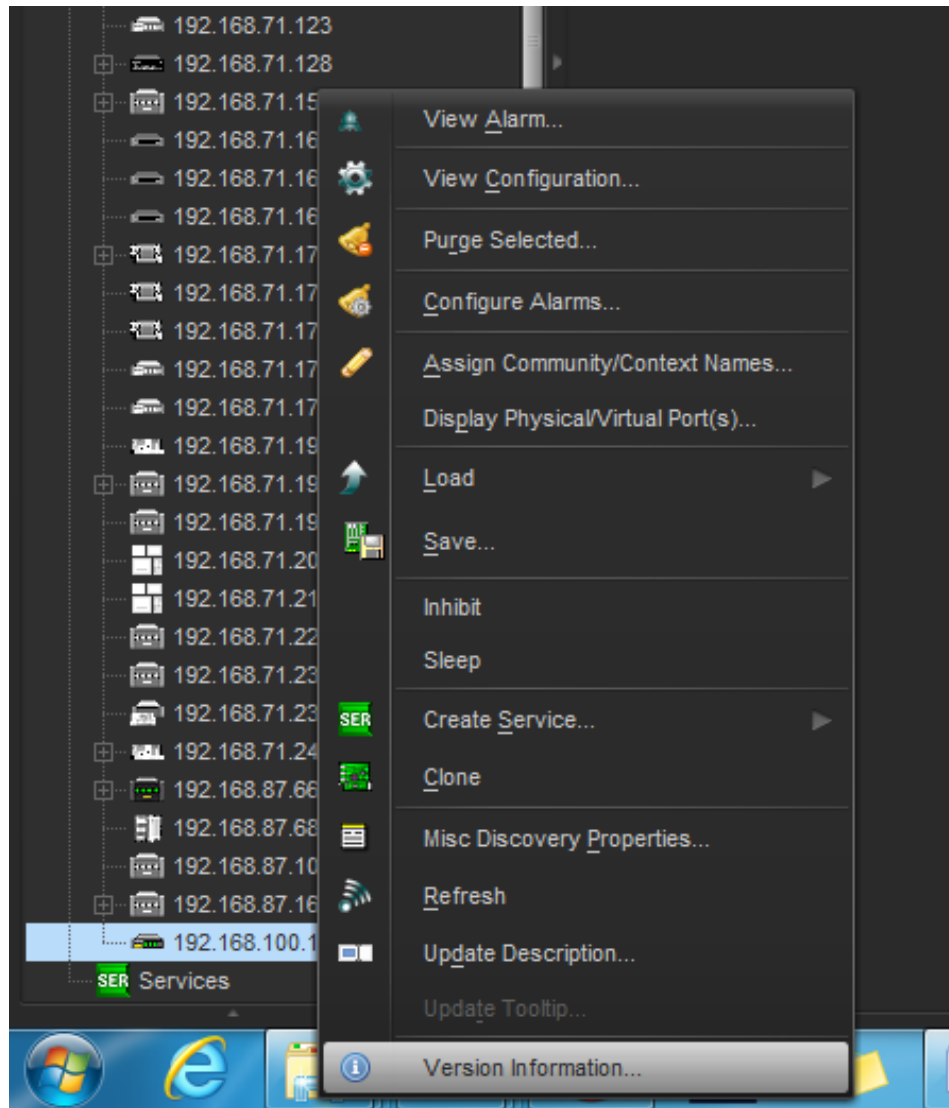 192.168.71.123
192.168.71.128
192.168.71.15
192.168.71.16
192.168.71.16
192.168.71.16
192.168.71.17
192.168.71.17
192.168.71.17
192.168.71.17
192.168.71.17
192.168.71.19
192.168.71.19
192.168.71.19
192.168.71.20
192.168.71.21
192.168.71.22
192.168.71.23
192.168.71.23
192.168.71.24
192.168.87.66
192.168.87.68
192.168.87.10
192.168.87.16
192.168.100.1
SER Services
View Alarm...
View Configuration...
Purge Selected...
Configure Alarms...
Assign Community/Context Names...
Display Physical/Virtual Port(s)...
Load
Save...
Inhibit
Sleep
SER Create Service...
Clone
Misc Discovery Properties...
Refresh
Update Description...
Update Tooltip...
Version Information...